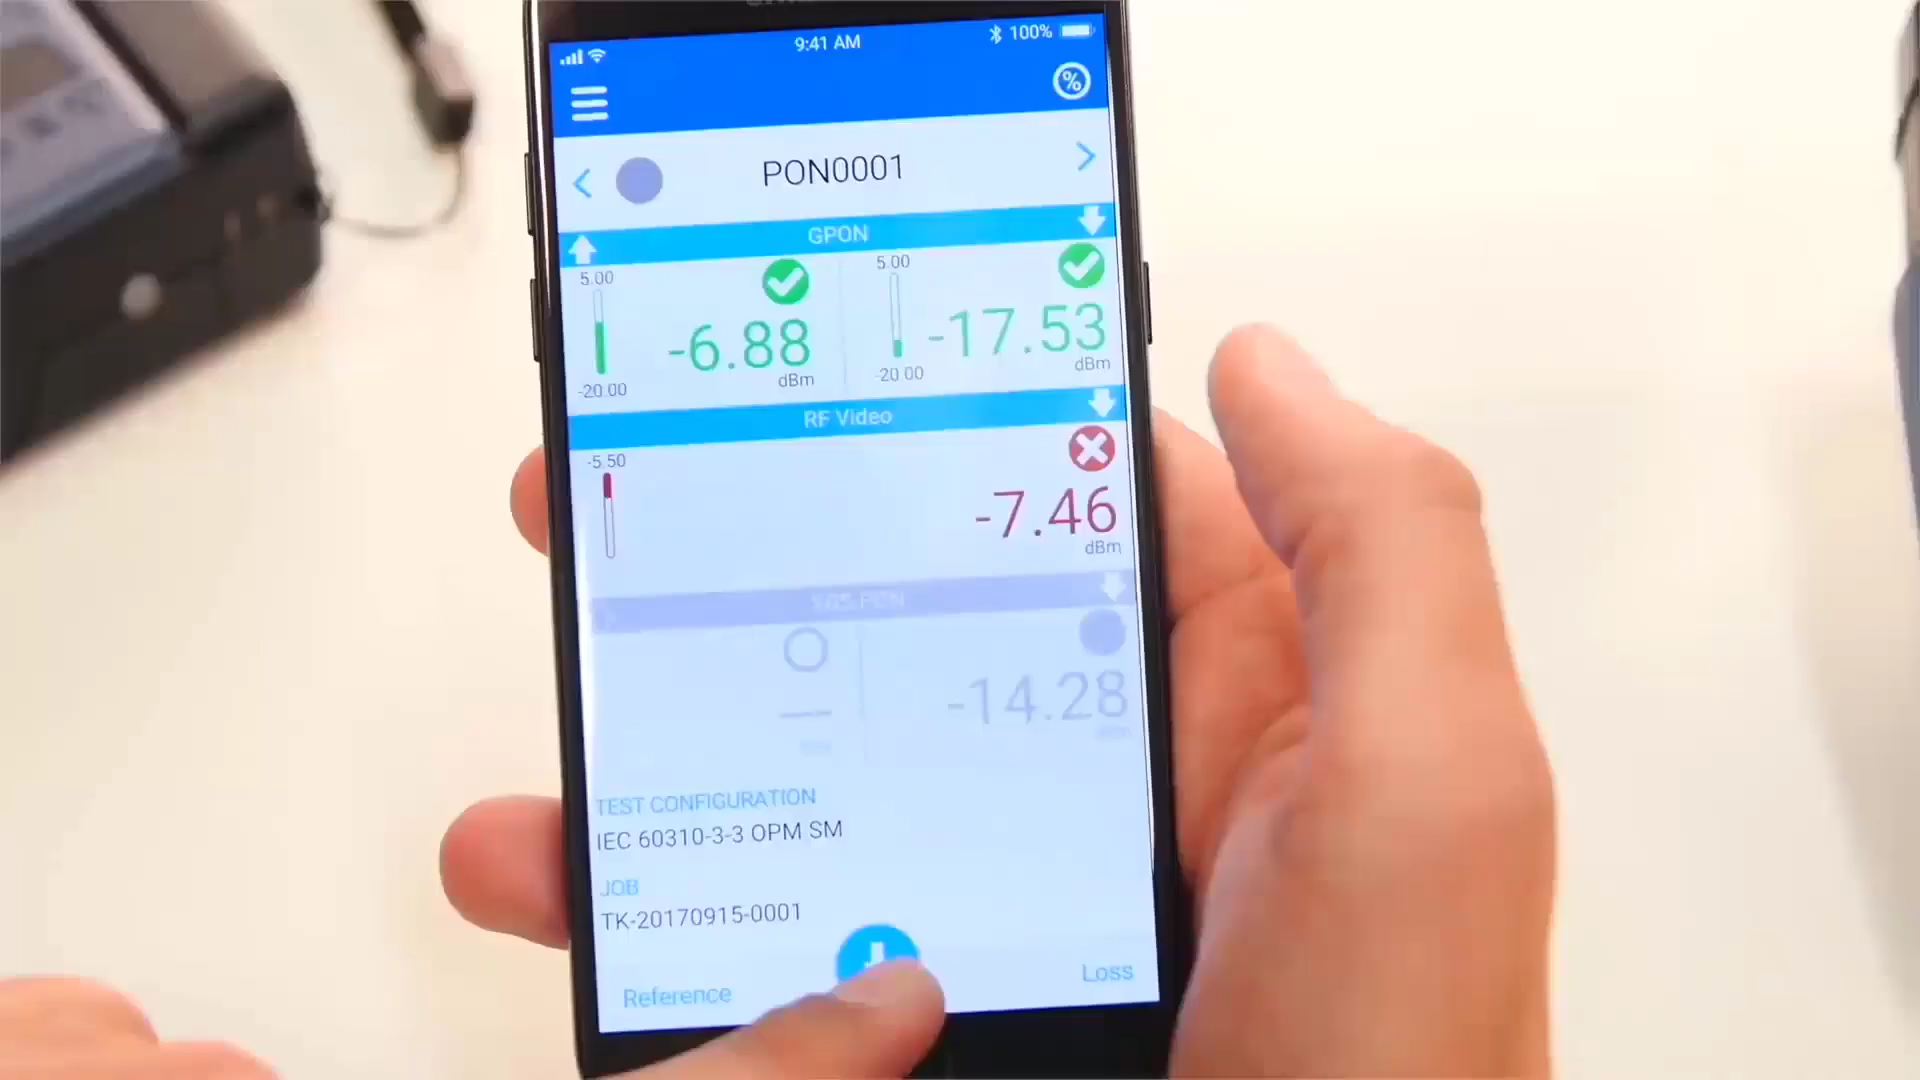 9:41 AM
100%
%
PON0001
GPON
5.00
-6.88
dBm
-20.00
5.00
-17.53
dBm
-20 00
RF Video
-5.50
-7.46
dBm
-14.28
TEST CONFIGURATION
IEC 60310-3-3 OPM SM
JOB
TK-20170915-0001
Reference
Loss